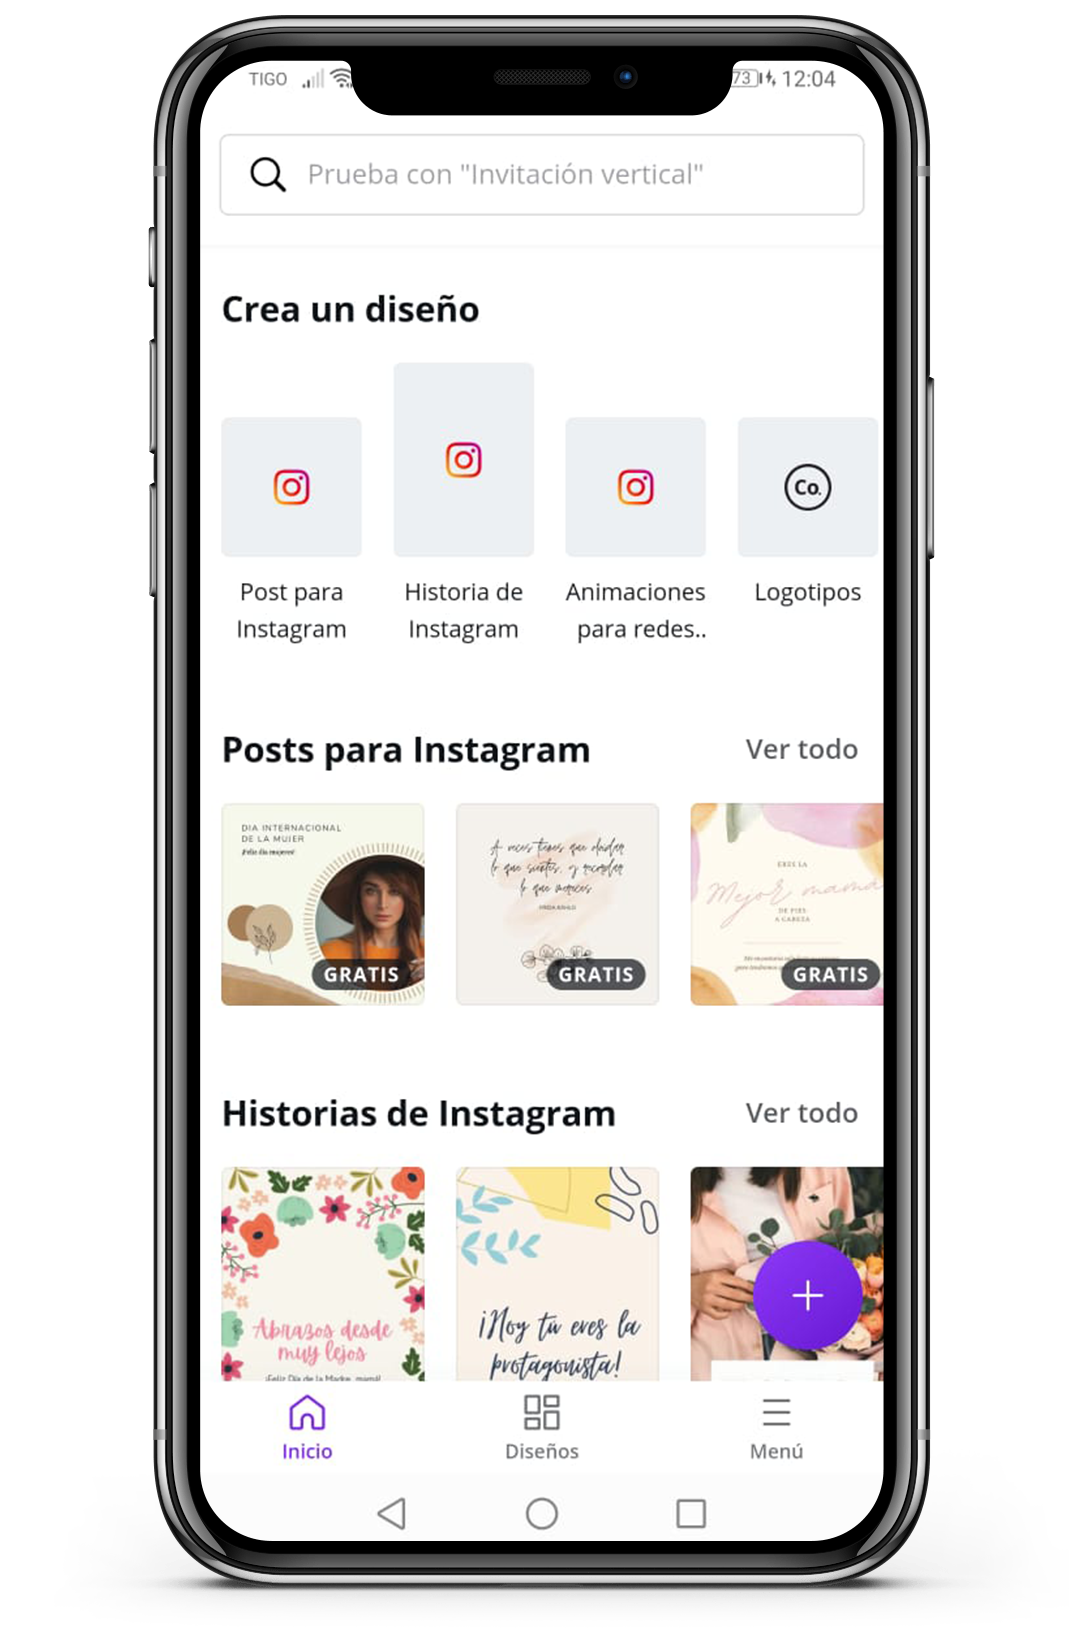 TIGO
73
12:04
Prueba con "Invitación vertical"
Crea un diseño
Co.
Post para
Instagram
Historia de
Instagram
Animaciones
para redes..
Logotipos
Posts para Instagram
Ver todo
DIA INTERNACIONAL
DE LA MUJER
¡Feliz día mujeres!
GRATIS
A veces tienes que olvidar
lo que sientes, y recordar
lo que mereces
FRIDA KAHLO
GRATIS
ERES LA
Mejor mamá
DE PIES
A CABEZA
GRATIS
Historias de Instagram
Ver todo
Abrazos desde
muy lejos
¡Feliz Día de la Madre, mamá!
¡Hoy tú eres la
protagonista!
Inicio
Diseños
Menú